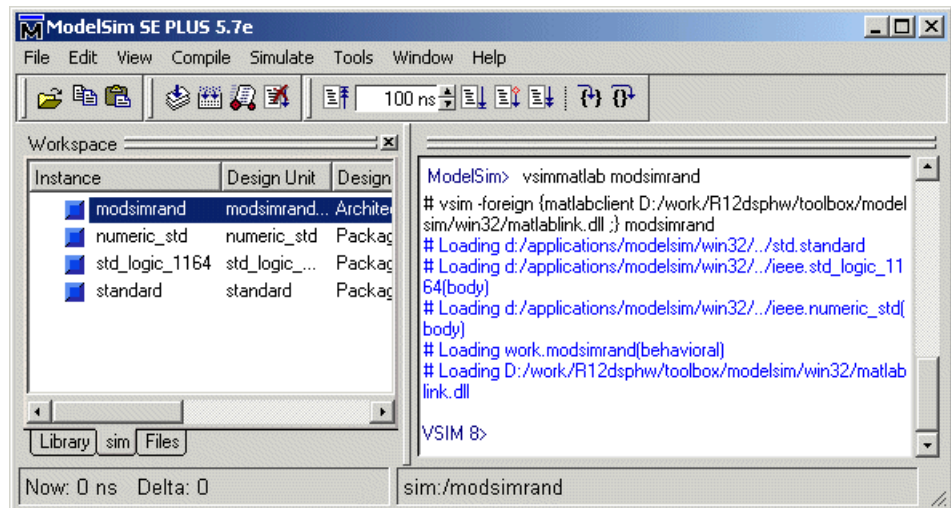 ModelSim SE PLUS 5.7e
File Edit View Compile Simulate Tools Window Help
100 ns
Workspace
Instance Design Unit Design
modsimrand modsimrand... Architec
numeric_std numeric_std Packag
std_logic_1164 std_logic_... Packag
standard standard Packag
Library sim Files
ModelSim> vsimmatlab modsimrand
# vsim -foreign {matlabclient D:/work/R12dsphw/toolbox/model
sim/win32/matlablink.dll ;} modsimrand
# Loading d:/applications/modelsim/win32/../std.standard
# Loading d:/applications/modelsim/win32/../ieee.std_logic_11
64(body)
# Loading d:/applications/modelsim/win32/../ieee.numeric_std(
body)
# Loading work.modsimrand(behavioral)
# Loading D:/work/R12dsphw/toolbox/modelsim/win32/matlab
link.dll
VSIM 8>
Now: 0 ns Delta: 0
sim:/modsimrand